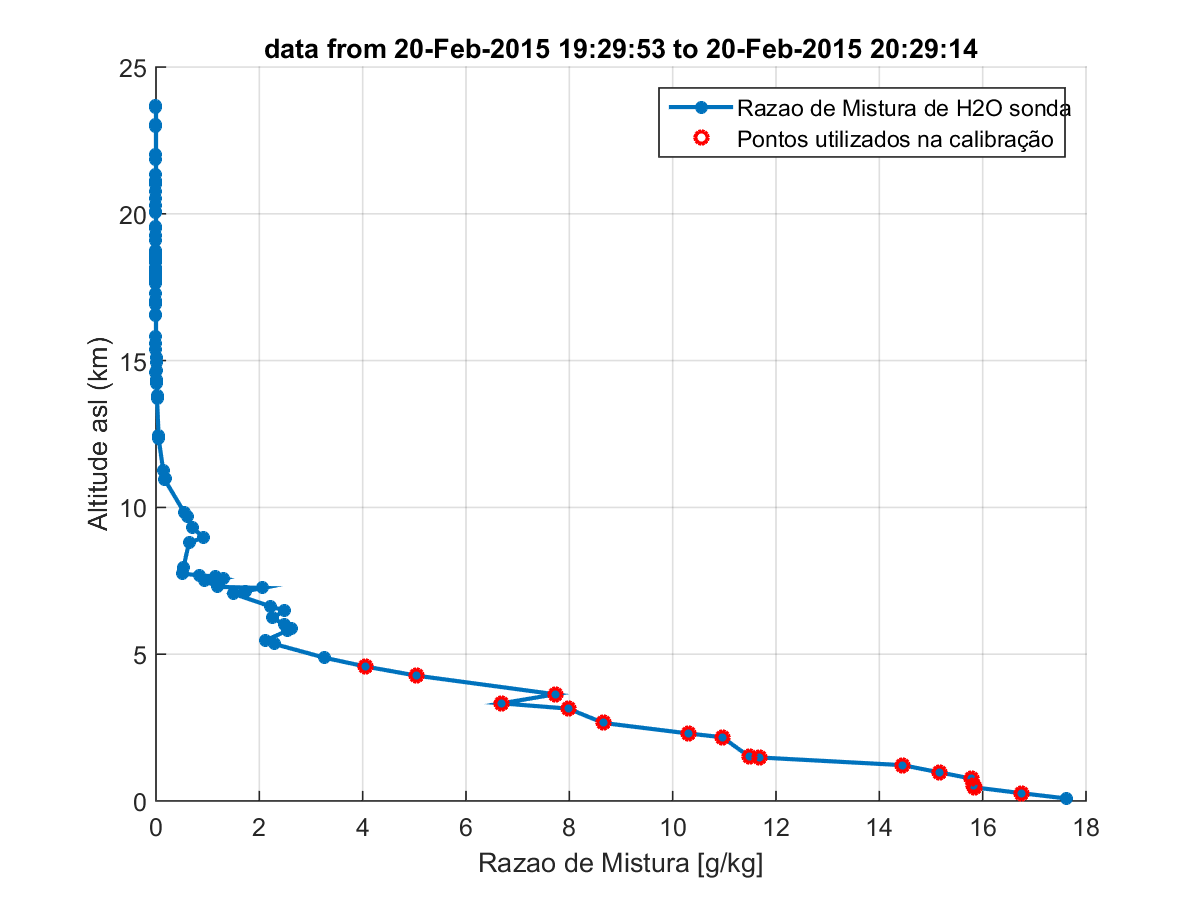 data from 20-Feb-2015 19:29:53 to 20-Feb-2015 20:29:14
Razao de Mistura de H2O sonda
Pontos utilizados na calibração
25
20
15
10
5
0
Altitude asl (km)
0 2 4 6 8 10 12 14 16 18
Razao de Mistura [g/kg]